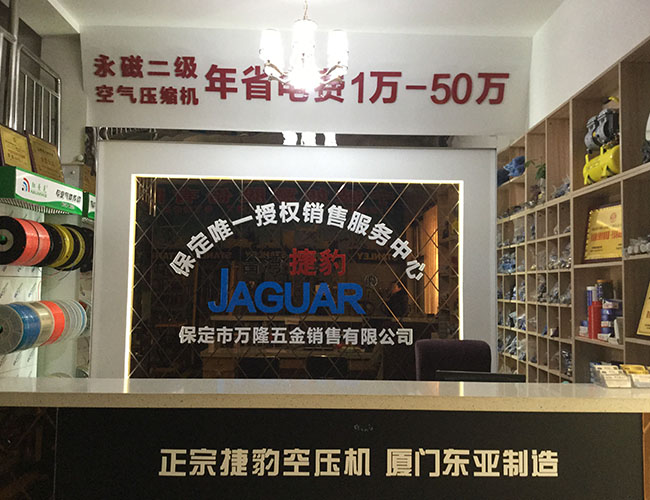 永磁二级
空气压缩机
年省电费1万-50万
保定唯一授权销售服务中心
捷豹
JAGUAR®
保定市万隆五金销售有限公司
正宗捷豹空压机 厦门东亚制造